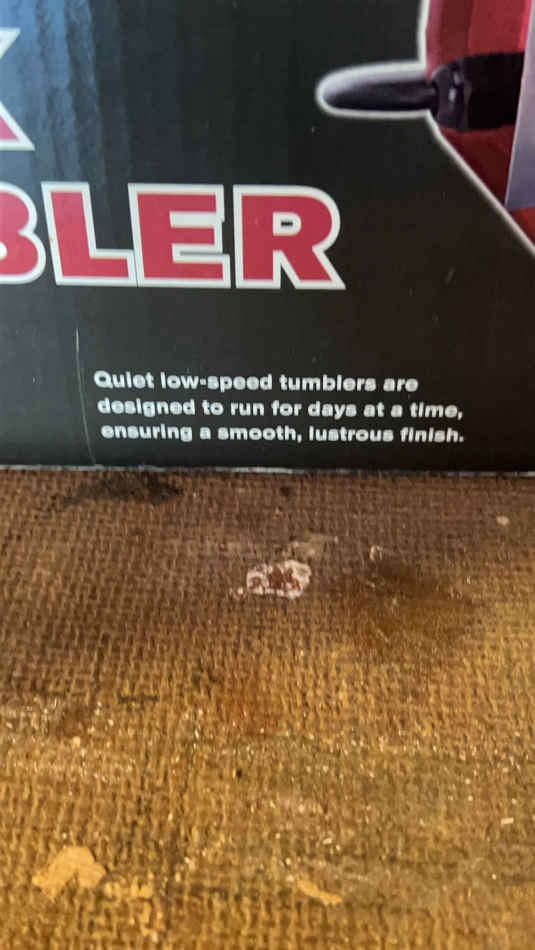 BLER
Quiet low-speed tumblers are
designed to run for days at a time,
ensuring a smooth, lustrous finish.